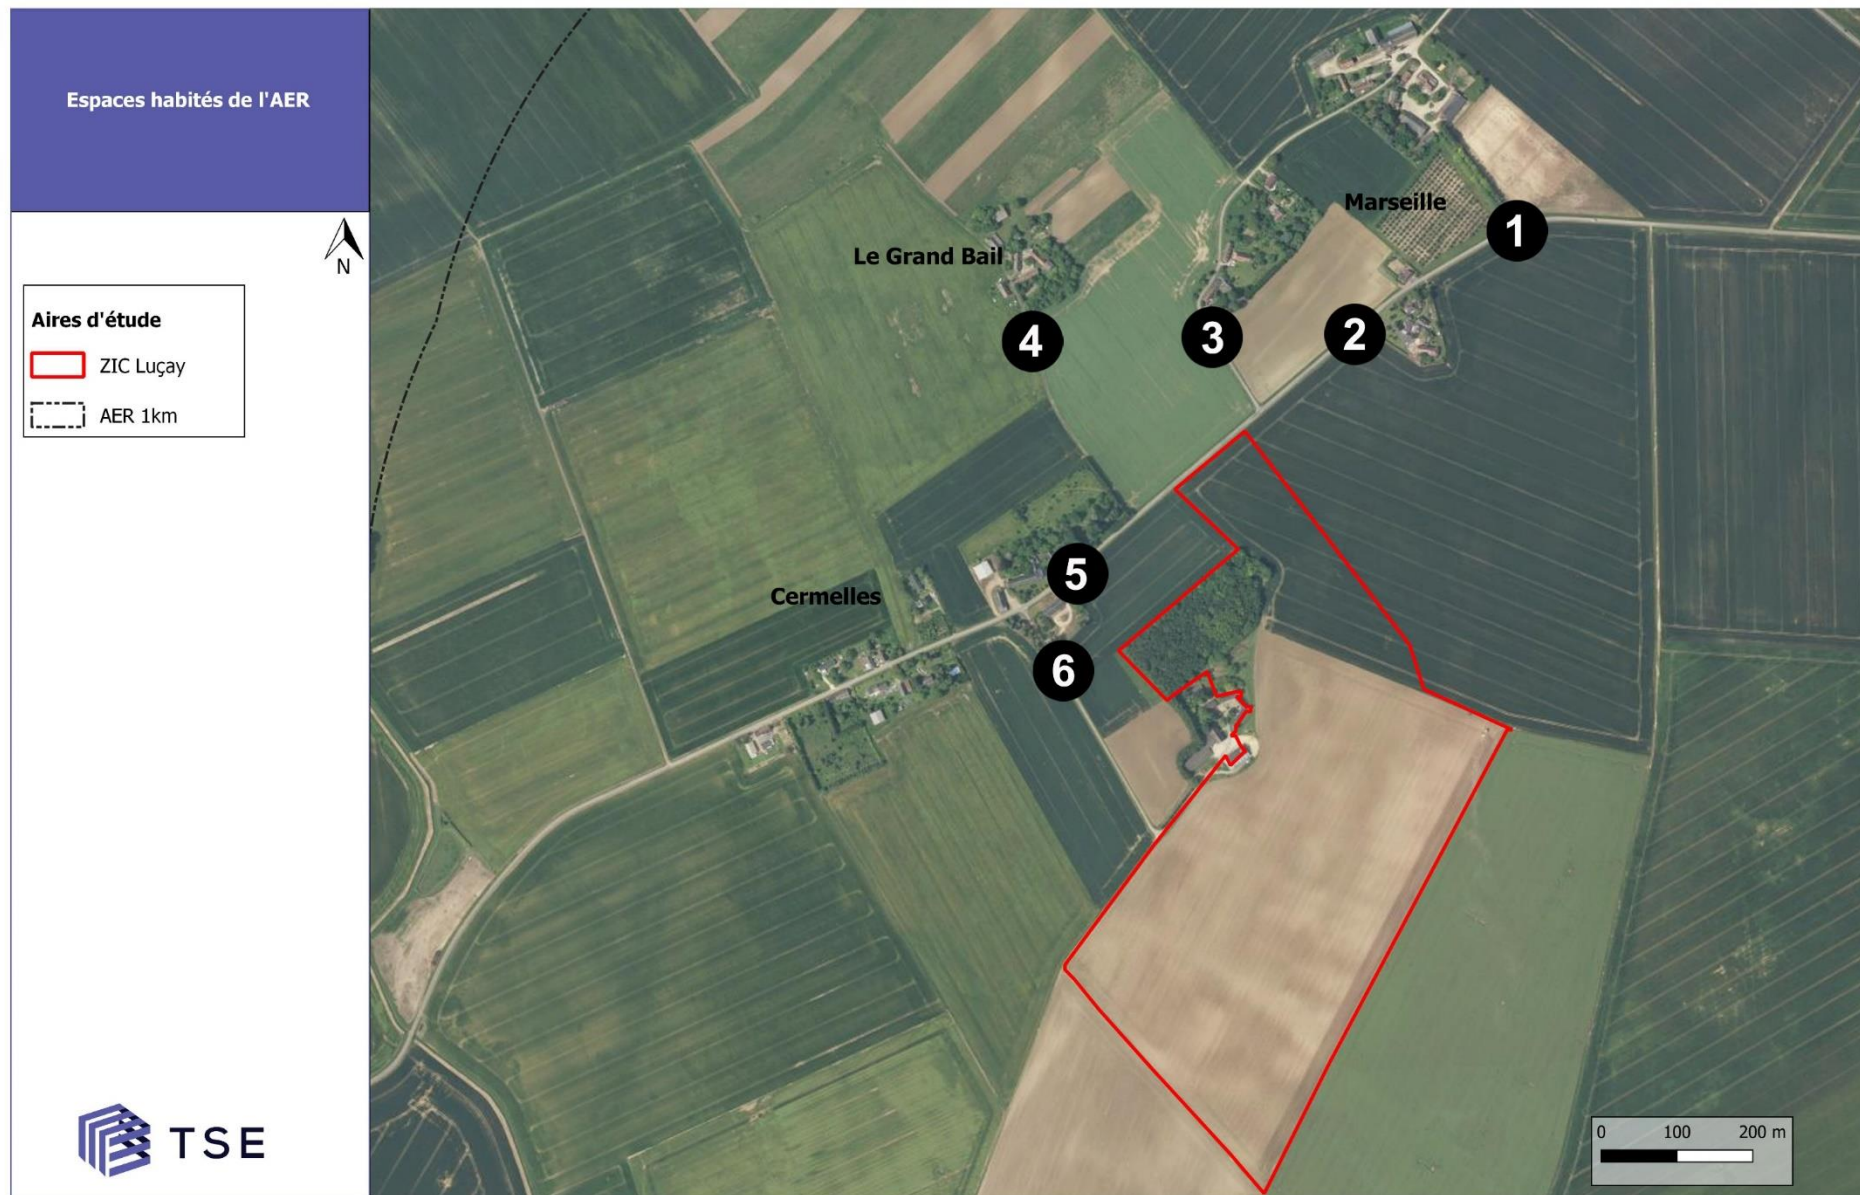 Espaces habités de l'AER
N
Aires d'étude
ZIC Luçay
AER 1km
TSE
Marseille
1
Le Grand Bail
4
3
2
5
Cermelles
6
0 100 200 m